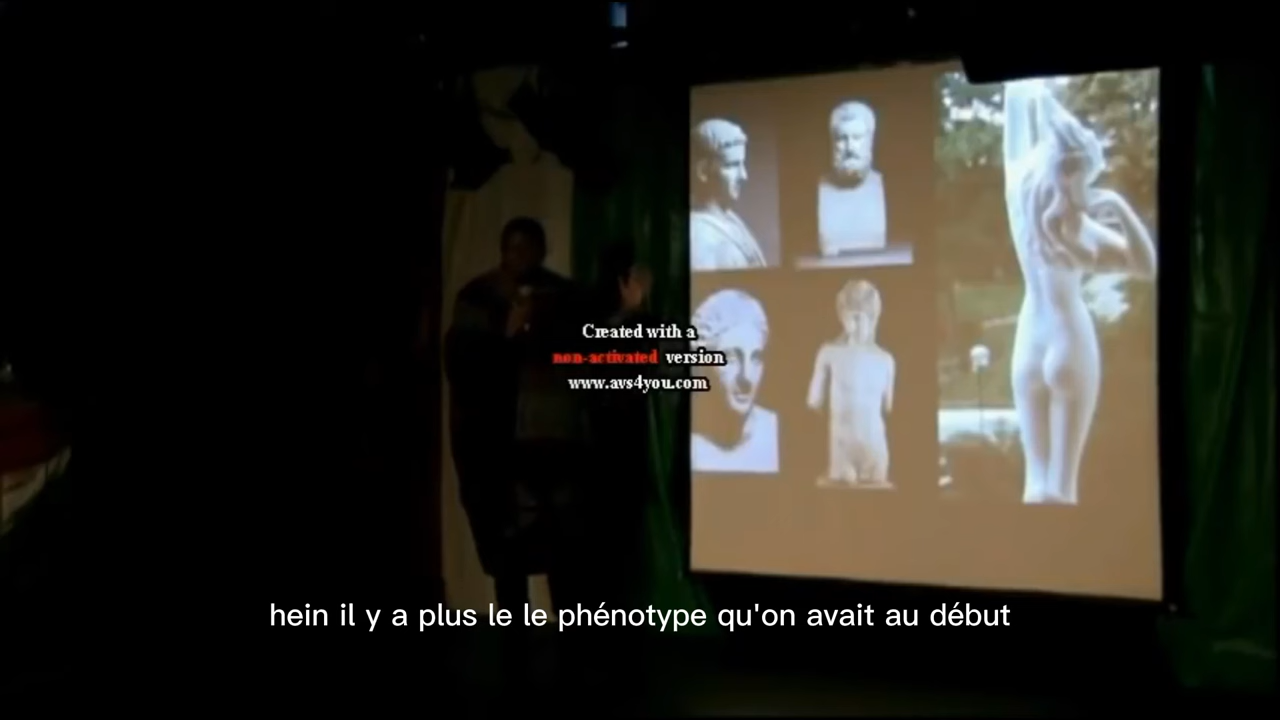 Created with a
non-activated version
www.avs4you.com
hein il y a plus le le phénotype qu'on avait au début